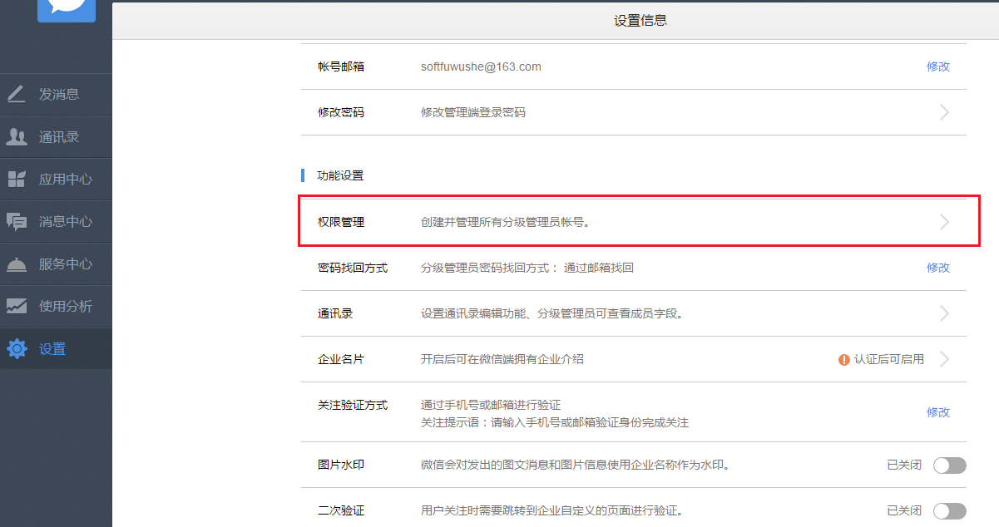 设置信息
发消息
通讯录
应用中心
消息中心
服务中心
使用分析
设置
帐号邮箱 softfuwushe@163.com 修改
修改密码 修改管理端登录密码
功能设置
权限管理 创建并管理所有分级管理员帐号。
密码找回方式 分级管理员密码找回方式： 通过邮箱找回 修改
通讯录 设置通讯录编辑功能、分级管理员可查看成员字段。
企业名片 开启后可在微信端拥有企业介绍 认证后可启用
关注验证方式 通过手机号或邮箱进行验证 修改
关注提示语：请输入手机号或邮箱验证身份完成关注
图片水印 微信会对发出的图文消息和图片信息使用企业名称作为水印。 已关闭
二次验证 用户关注时需要跳转到企业自定义的页面进行验证。 已关闭